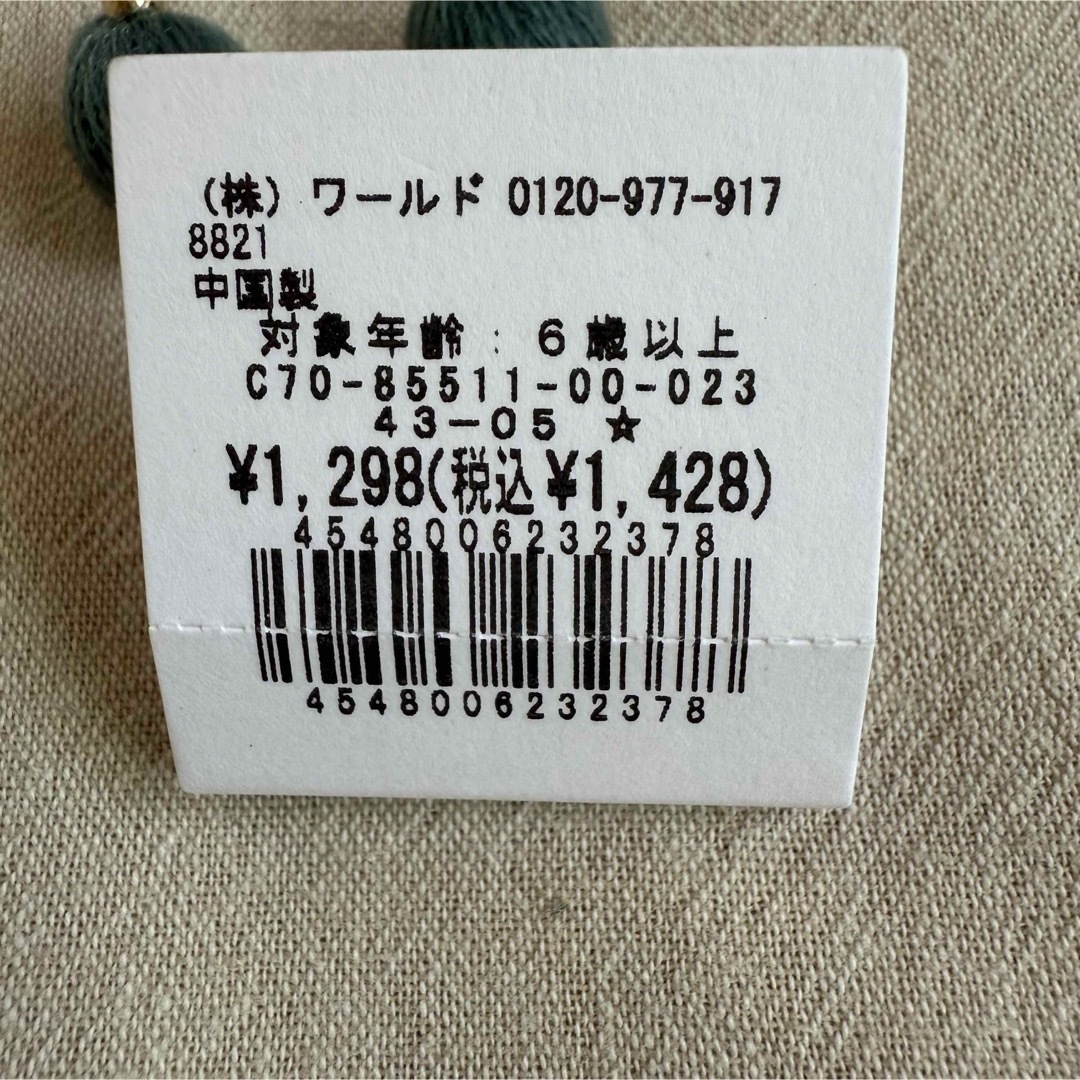 (株) ワールド 0120-977-917
8821
中国製
対象年齢:6歳以上
C70-85511-00-023
43-05 ☆
¥1,298(税込¥1,428)
4548006232378
4548006232378